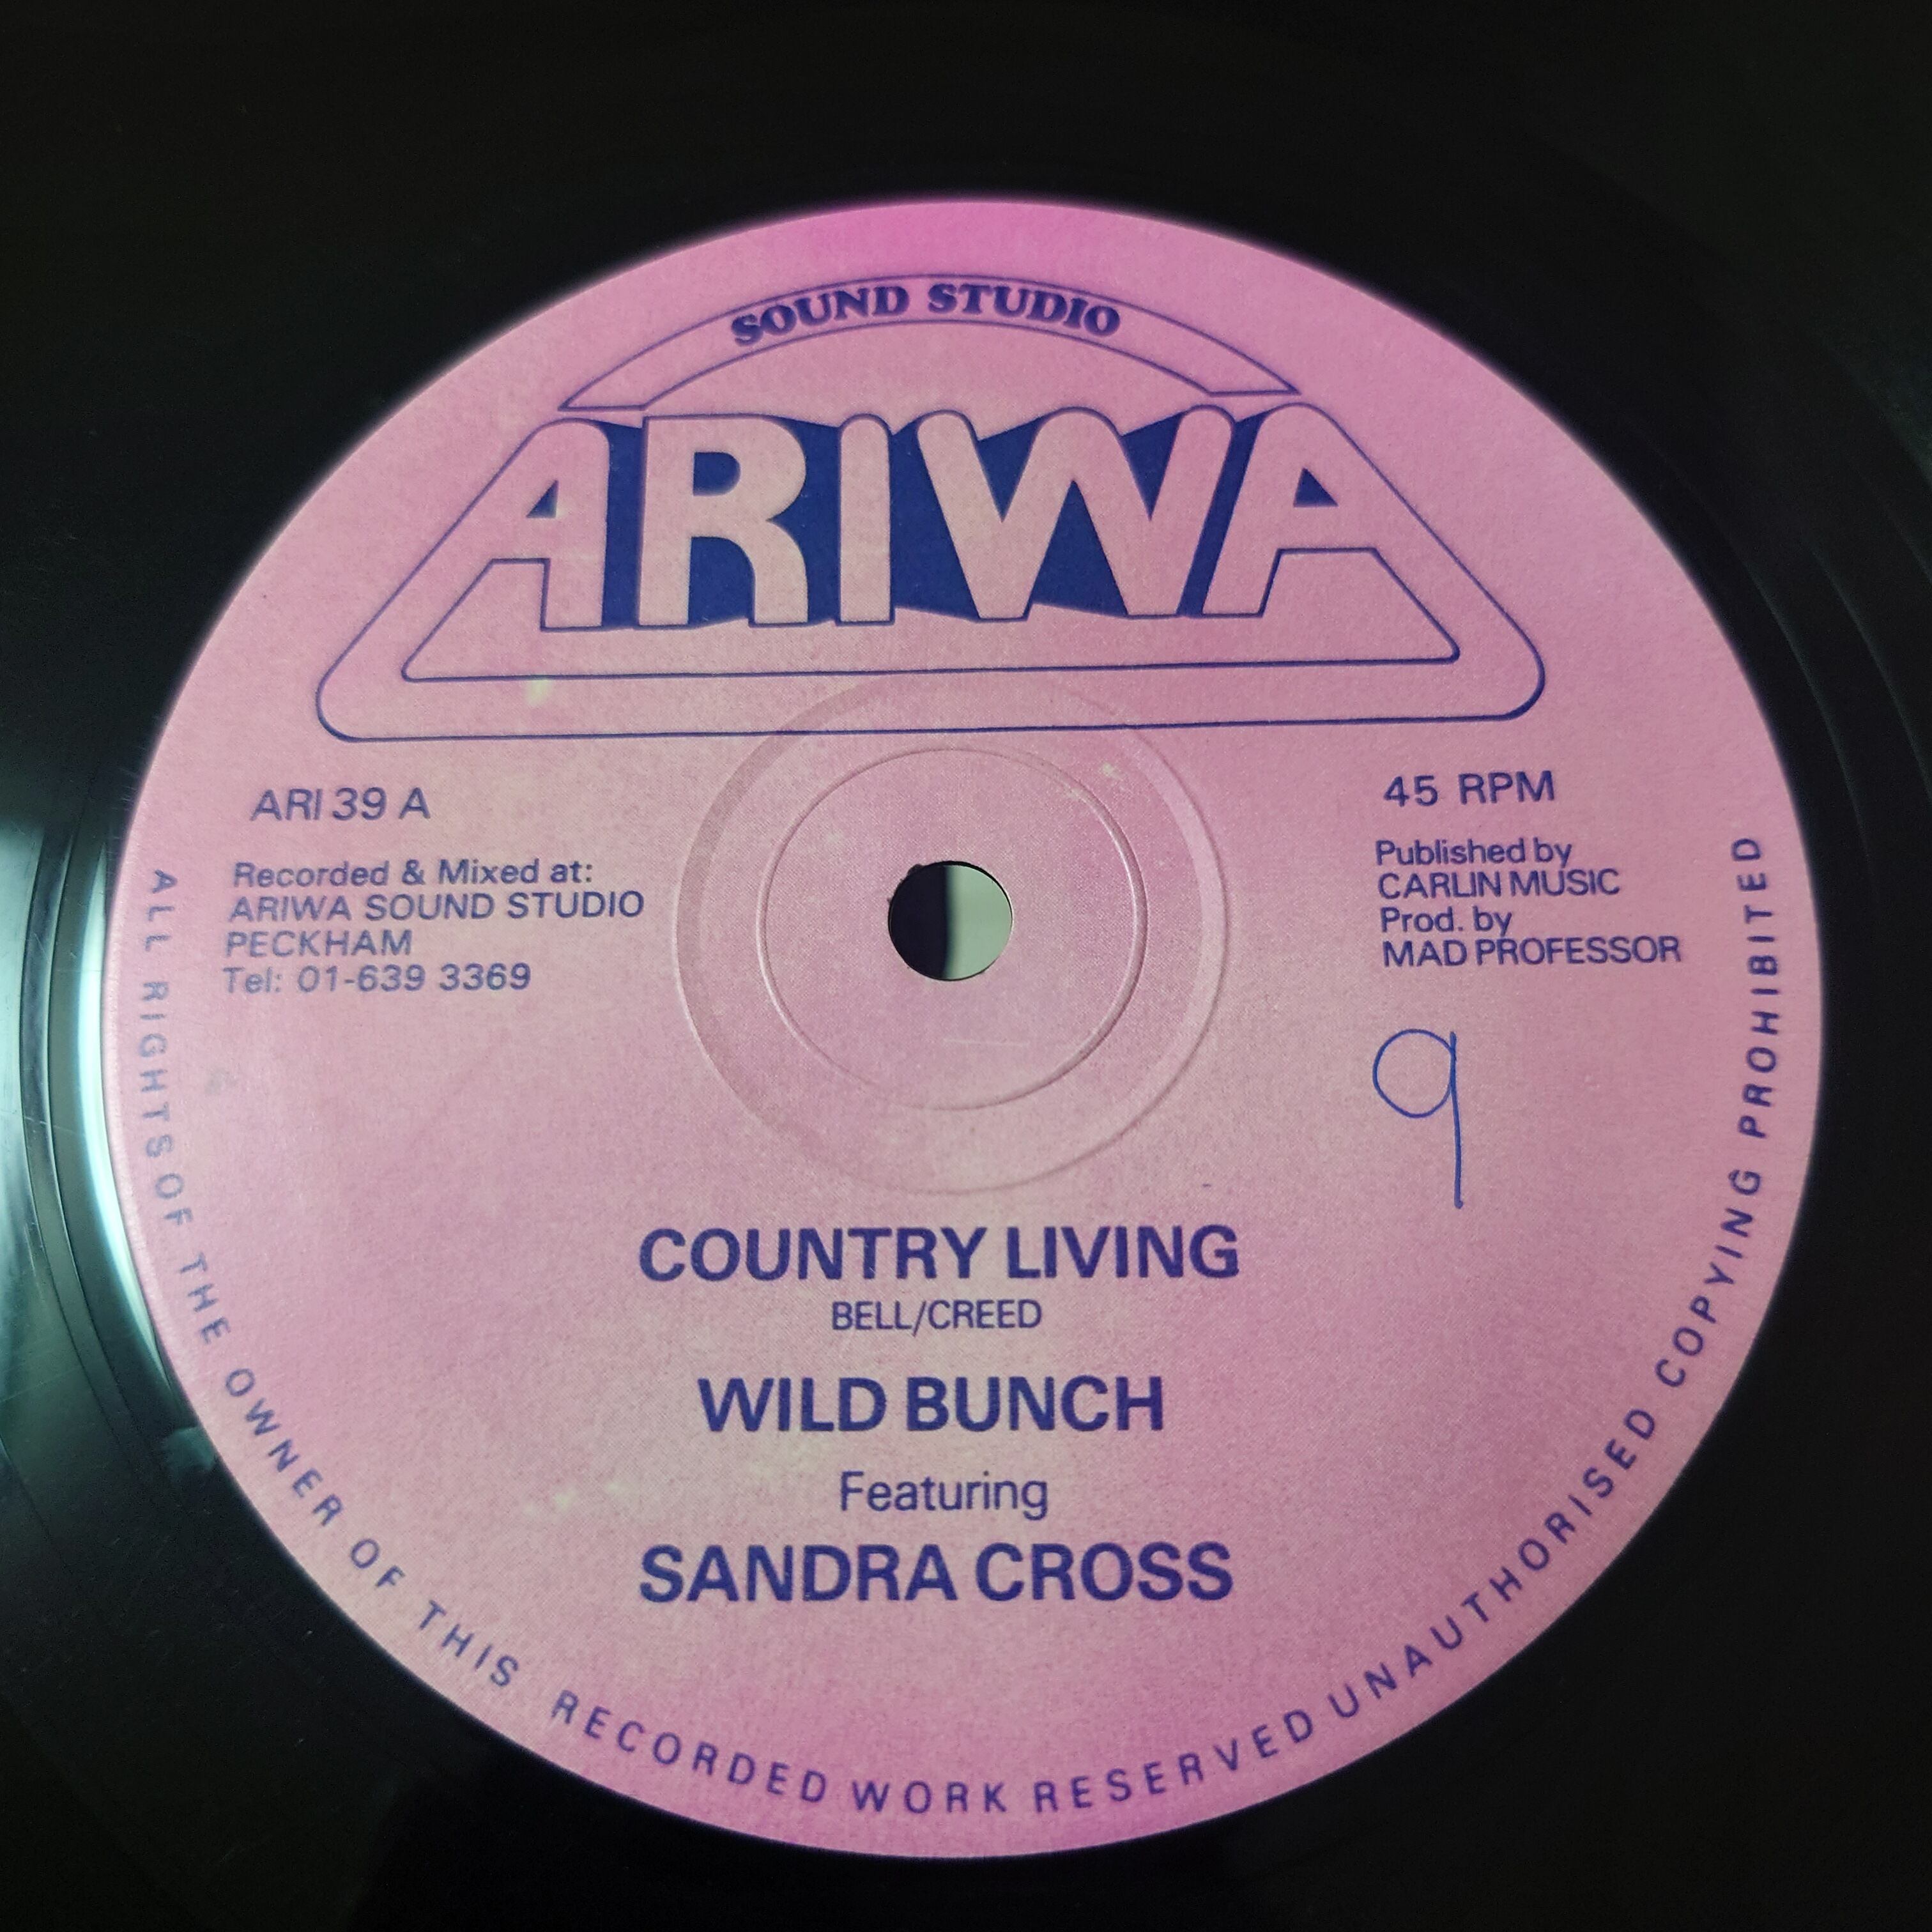 SOUND STUDIO
ARIWA
ARI 39 A
45 RPM
Recorded & Mixed at:
ARIWA SOUND STUDIO
PECKHAM
Tel: 01-639 3369
Published by
CARLIN MUSIC
Prod. by
MAD PROFESSOR
9
COUNTRY LIVING
BELL/CREED
WILD BUNCH
Featuring
SANDRA CROSS
ALL RIGHTS OF THE OWNER OF THIS RECORDED WORK RESERVED UNAUTHORISED COPYING PROHIBITED